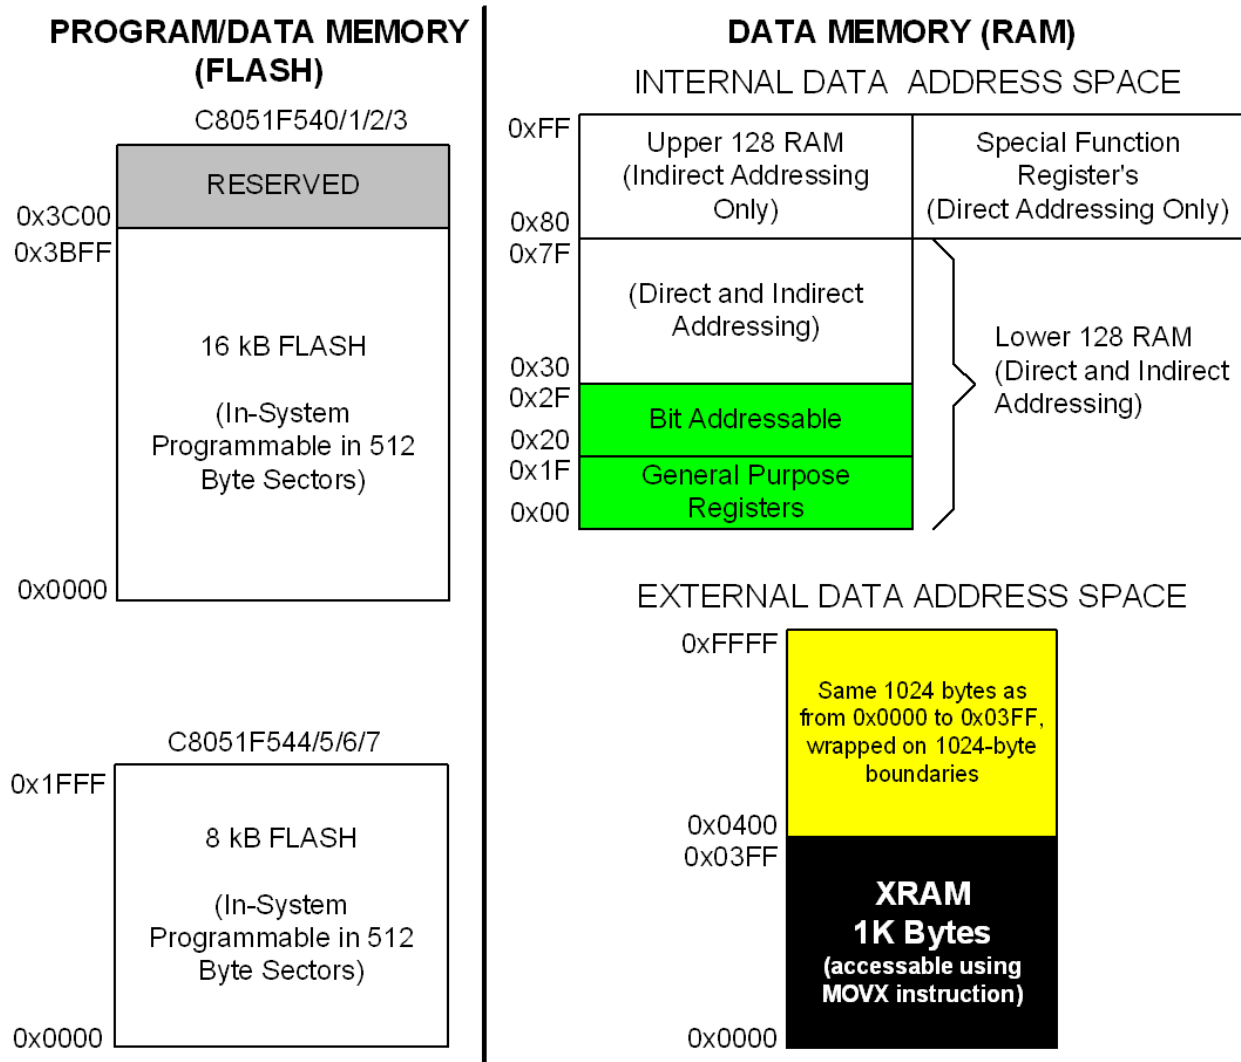 PROGRAM/DATA MEMORY
(FLASH)
C8051F540/1/2/3
RESERVED
0x3C00
0x3BFF
16 kB FLASH
(In-System
Programmable in 512
Byte Sectors)
0x0000
C8051F544/5/6/7
0x1FFF
8 kB FLASH
(In-System
Programmable in 512
Byte Sectors)
0x0000
DATA MEMORY (RAM)
INTERNAL DATA ADDRESS SPACE
0xFF
Upper 128 RAM
(Indirect Addressing
Only)
0x80
Special Function
Register's
(Direct Addressing Only)
0x7F
(Direct and Indirect
Addressing)
0x30
0x2F
Bit Addressable
0x20
0x1F
General Purpose
Registers
0x00
Lower 128 RAM
(Direct and Indirect
Addressing)
EXTERNAL DATA ADDRESS SPACE
0xFFFF
Same 1024 bytes as
from 0x0000 to 0x03FF,
wrapped on 1024-byte
boundaries
0x0400
0x03FF
XRAM
1K Bytes
(accessable using
MOVX instruction)
0x0000